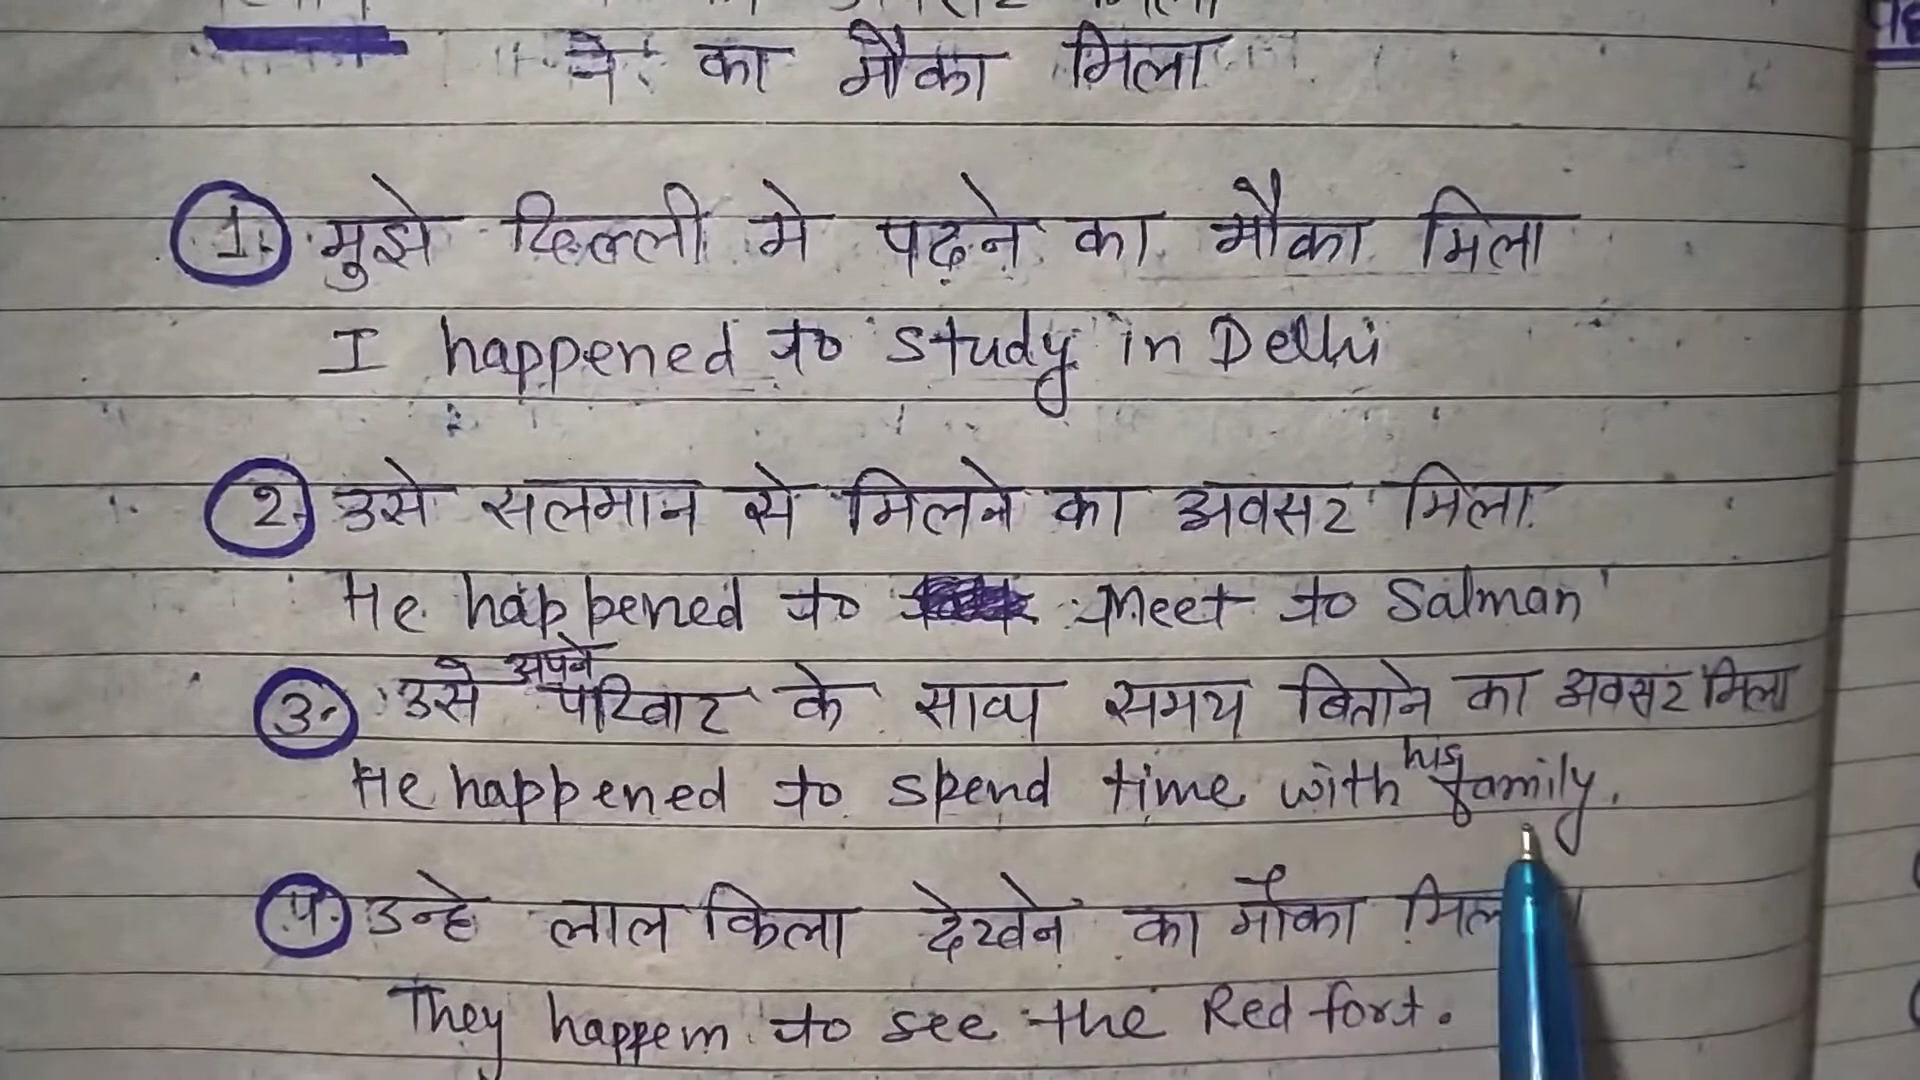 ने का मौका मिला
1. मुझे दिल्ली मे पढ़ने का मौका मिला
I happened to study in Delhi
2. उसे सलमान से मिलने का अवसर मिला
He happened to meet to Salman
3. उसे अपने परिवार के साथ समय बिताने का अवसर मिला
He happened to spend time with his family.
4. उन्हे लाल किला देखने का मौका
They happem to see the Red fort.